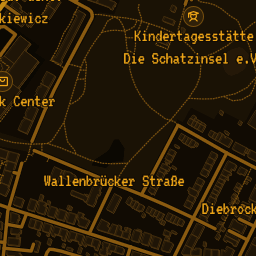 kiewicz
Kindertagesstätte
Die Schatzinsel e.V
k Center
Wallenbrücker Straße
Diebrock